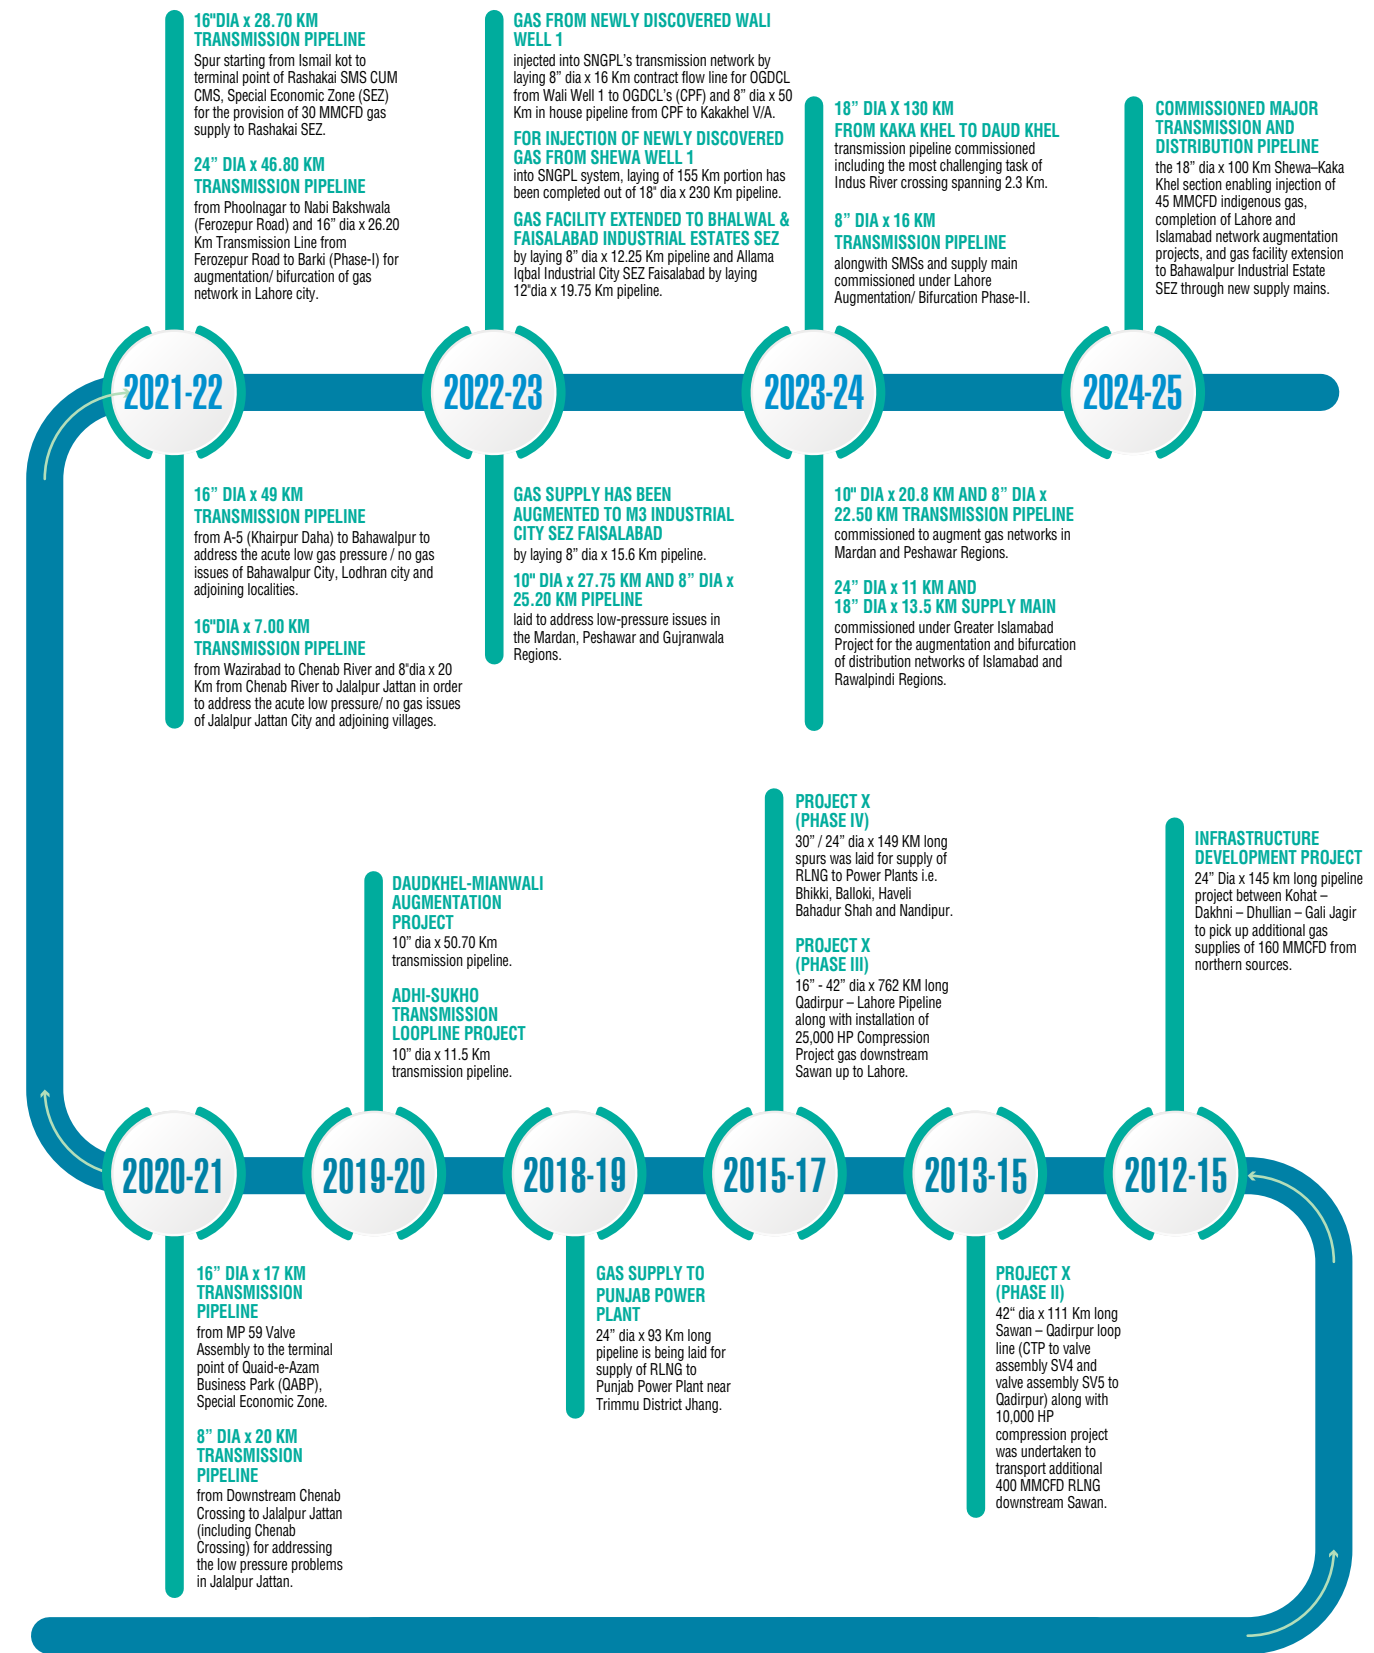 16"DIA x 28.70 KM
TRANSMISSION PIPELINE
Spur starting from Ismail kot to
terminal point of Rashakai SMS CUM
CMS, Special Economic Zone (SEZ)
for the provision of 30 MMCFD gas
supply to Rashakai SEZ.
24” DIA x 46.80 KM
TRANSMISSION PIPELINE
from Phoolnagar to Nabi Bakshwala
(Ferozepur Road) and 16” dia x 26.20
Km Transmission Line from
Ferozepur Road to Barki (Phase-I) for
augmentation/ bifurcation of gas
network in Lahore city.
GAS FROM NEWLY DISCOVERED WALI
WELL 1
injected into SNGPL’s transmission network by
laying 8” dia x 16 Km contract flow line for OGDCL
from Wali Well 1 to OGDCL’s (CPF) and 8” dia x 50
Km in house pipeline from CPF to Kakakhel V/A.
FOR INJECTION OF NEWLY DISCOVERED
GAS FROM SHEWA WELL 1
into SNGPL system, laying of 155 Km portion has
been completed out of 18" dia x 230 Km pipeline.
GAS FACILITY EXTENDED TO BHALWAL &
FAISALABAD INDUSTRIAL ESTATES SEZ
by laying 8” dia x 12.25 Km pipeline and Allama
Iqbal Industrial City SEZ Faisalabad by laying
12"dia x 19.75 Km pipeline.
18” DIA X 130 KM
FROM KAKA KHEL TO DAUD KHEL
transmission pipeline commissioned
including the most challenging task of
Indus River crossing spanning 2.3 Km.
8” DIA x 16 KM
TRANSMISSION PIPELINE
alongwith SMSs and supply main
commissioned under Lahore
Augmentation/ Bifurcation Phase-II.
COMMISSIONED MAJOR
TRANSMISSION AND
DISTRIBUTION PIPELINE
the 18” dia x 100 Km Shewa–Kaka
Khel section enabling injection of
45 MMCFD indigenous gas,
completion of Lahore and
Islamabad network augmentation
projects, and gas facility extension
to Bahawalpur Industrial Estate
SEZ through new supply mains.
2021-22
2022-23
2023-24
2024-25
16” DIA x 49 KM
TRANSMISSION PIPELINE
from A-5 (Khairpur Daha) to Bahawalpur to
address the acute low gas pressure / no gas
issues of Bahawalpur City, Lodhran city and
adjoining localities.
16"DIA x 7.00 KM
TRANSMISSION PIPELINE
from Wazirabad to Chenab River and 8"dia x 20
Km from Chenab River to Jalalpur Jattan in order
to address the acute low pressure/ no gas issues
of Jalalpur Jattan City and adjoining villages.
GAS SUPPLY HAS BEEN
AUGMENTED TO M3 INDUSTRIAL
CITY SEZ FAISALABAD
by laying 8” dia x 15.6 Km pipeline.
10" DIA x 27.75 KM AND 8” DIA x
25.20 KM PIPELINE
laid to address low-pressure issues in
the Mardan, Peshawar and Gujranwala
Regions.
10" DIA x 20.8 KM AND 8” DIA x
22.50 KM TRANSMISSION PIPELINE
commissioned to augment gas networks in
Mardan and Peshawar Regions.
24” DIA x 11 KM AND
18” DIA x 13.5 KM SUPPLY MAIN
commissioned under Greater Islamabad
Project for the augmentation and bifurcation
of distribution networks of Islamabad and
Rawalpindi Regions.
DAUDKHEL-MIANWALI
AUGMENTATION
PROJECT
10” dia x 50.70 Km
transmission pipeline.
ADHI-SUKHO
TRANSMISSION
LOOPLINE PROJECT
10” dia x 11.5 Km
transmission pipeline.
PROJECT X
(PHASE IV)
30” / 24” dia x 149 KM long
spurs was laid for supply of
RLNG to Power Plants i.e.
Bhikki, Balloki, Haveli
Bahadur Shah and Nandipur.
PROJECT X
(PHASE III)
16” - 42” dia x 762 KM long
Qadirpur – Lahore Pipeline
along with installation of
25,000 HP Compression
Project gas downstream
Sawan up to Lahore.
INFRASTRUCTURE
DEVELOPMENT PROJECT
24” Dia x 145 km long pipeline
project between Kohat –
Dakhni – Dhullian – Gali Jagir
to pick up additional gas
supplies of 160 MMCFD from
northern sources.
2020-21
2019-20
2018-19
2015-17
2013-15
2012-15
16” DIA x 17 KM
TRANSMISSION
PIPELINE
from MP 59 Valve
Assembly to the terminal
point of Quaid-e-Azam
Business Park (QABP),
Special Economic Zone.
8” DIA x 20 KM
TRANSMISSION
PIPELINE
from Downstream Chenab
Crossing to Jalalpur Jattan
(including Chenab
Crossing) for addressing
the low pressure problems
in Jalalpur Jattan.
GAS SUPPLY TO
PUNJAB POWER
PLANT
24” dia x 93 Km long
pipeline is being laid for
supply of RLNG to
Punjab Power Plant near
Trimmu District Jhang.
PROJECT X
(PHASE II)
42“ dia x 111 Km long
Sawan – Qadirpur loop
line (CTP to valve
assembly SV4 and
valve assembly SV5 to
Qadirpur) along with
10,000 HP
compression project
was undertaken to
transport additional
400 MMCFD RLNG
downstream Sawan.